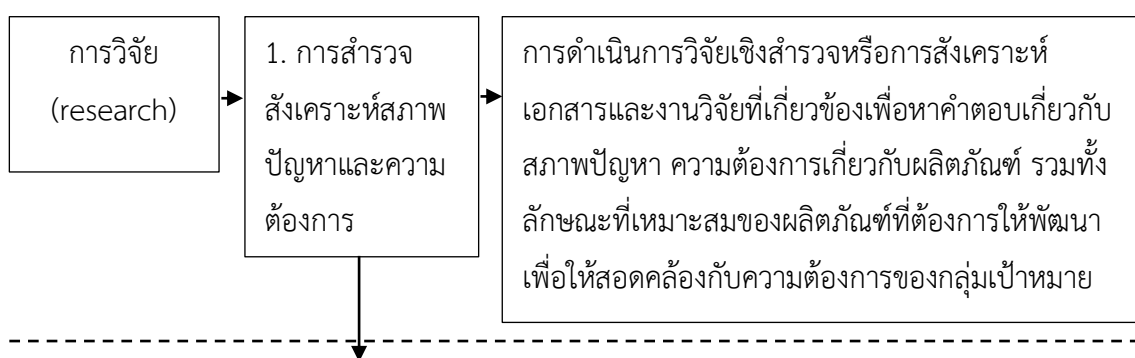 การวิจัย
(research)
1. การสำรวจ
สังเคราะห์สภาพ
ปัญหาและความ
ต้องการ
การดำเนินการวิจัยเชิงสำรวจหรือการสังเคราะห์
เอกสารและงานวิจัยที่เกี่ยวข้องเพื่อหาคำตอบเกี่ยวกับ
สภาพปัญหา ความต้องการเกี่ยวกับผลิตภัณฑ์ รวมทั้ง
ลักษณะที่เหมาะสมของผลิตภัณฑ์ที่ต้องการให้พัฒนา
เพื่อให้สอดคล้องกับความต้องการของกลุ่มเป้าหมาย